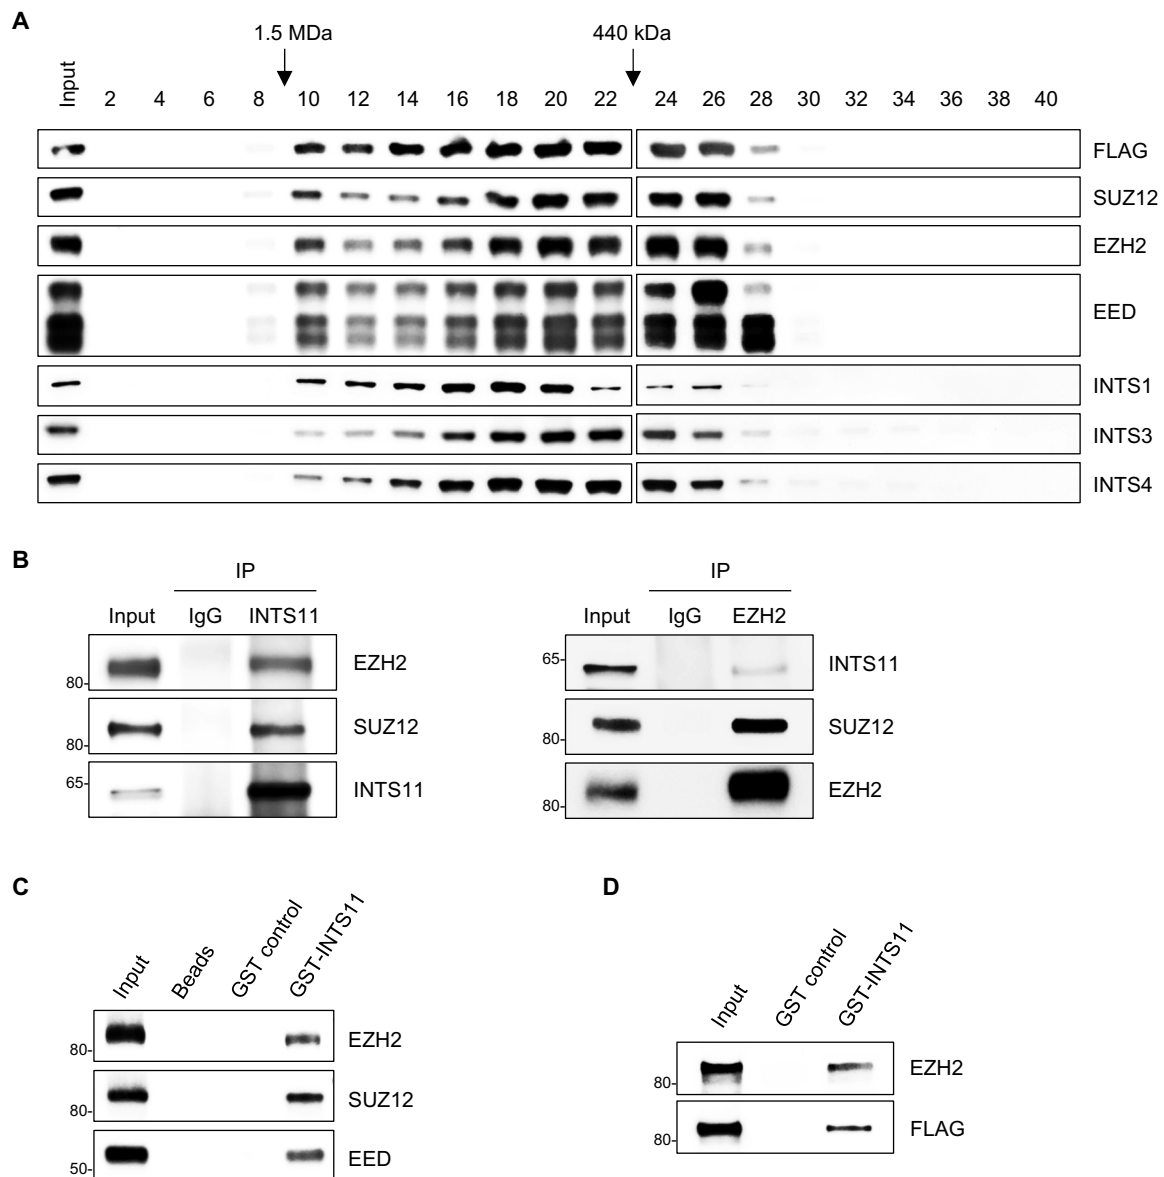 A
1.5 MDa 440 kDa
Input 2 4 6 8 10 12 14 16 18 20 22 24 26 28 30 32 34 36 38 40
FLAG
SUZ12
EZH2
EED
INTS1
INTS3
INTS4
B
IP
Input IgG INTS11
80- EZH2
80- SUZ12
65- INTS11
IP
Input IgG EZH2
65- INTS11
80- SUZ12
80- EZH2
C
Input Beads GST control GST-INTS11
80- EZH2
80- SUZ12
50- EED
D
Input GST control GST-INTS11
80- EZH2
80- FLAG